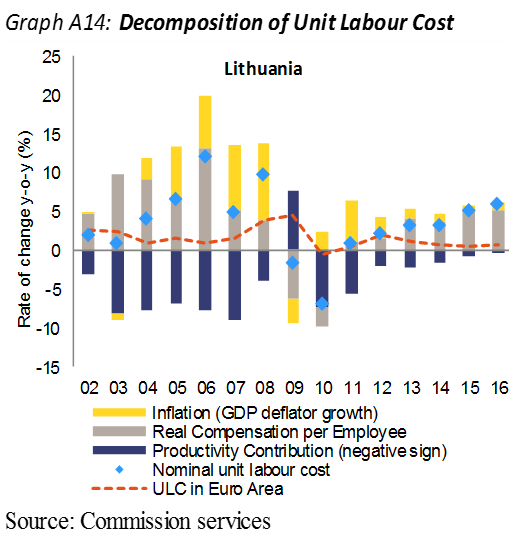 Graph A14: Decomposition of Unit Labour Cost
Lithuania
Rate of change y-o-y (%)
25
20
15
10
5
0
-5
-10
-15
02 03 04 05 06 07 08 09 10 11 12 13 14 15 16
Inflation (GDP deflator growth)
Real Compensation per Employee
Productivity Contribution (negative sign)
Nominal unit labour cost
ULC in Euro Area
Source: Commission services